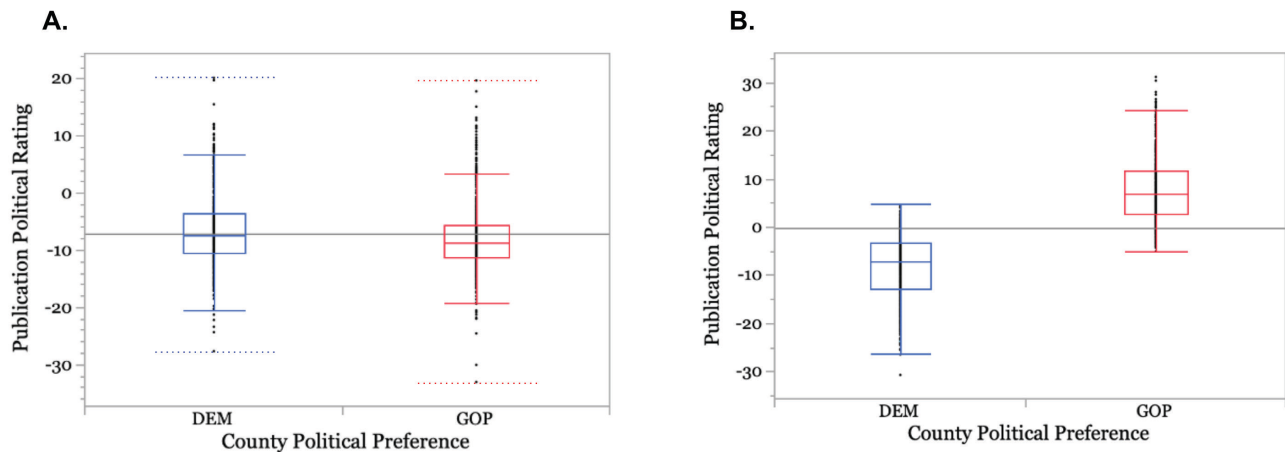 A.
Publication Political Rating
20
10
0
-10
-20
-30
DEM
GOP
County Political Preference
B.
Publication Political Rating
30
20
10
0
-10
-20
-30
DEM
GOP
County Political Preference